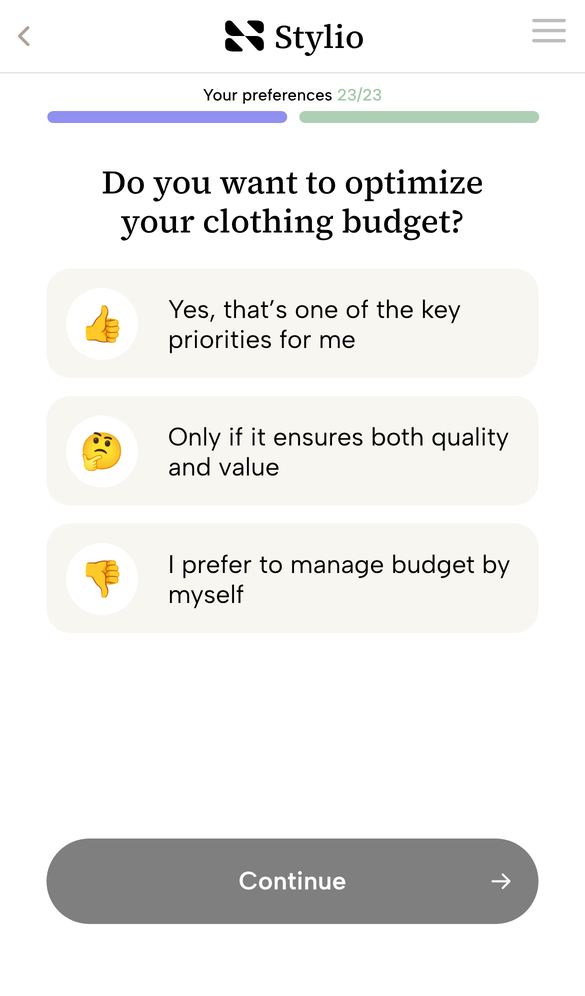 Stylio
Your preferences 23/23
Do you want to optimize
your clothing budget?
Yes, that’s one of the key
priorities for me
Only if it ensures both quality
and value
I prefer to manage budget by
myself
Continue